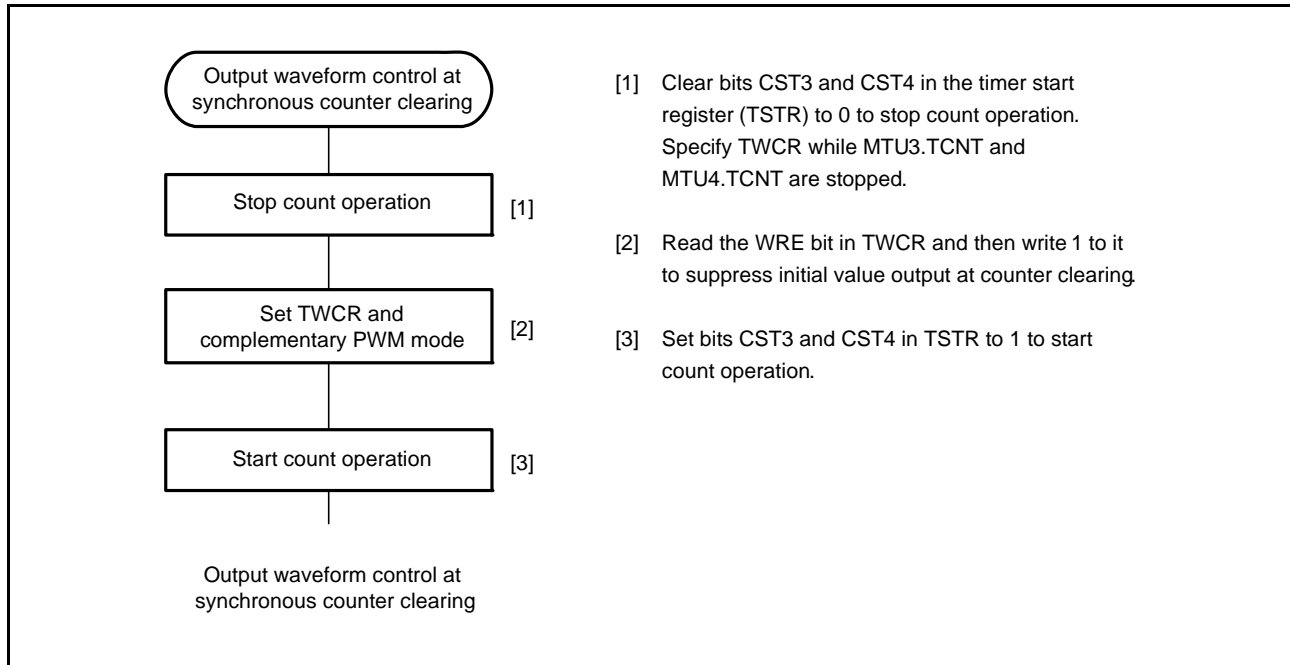 Output waveform control at
synchronous counter clearing
Stop count operation
[1]
Set TWCR and
complementary PWM mode
[2]
Start count operation
[3]
Output waveform control at
synchronous counter clearing
[1] Clear bits CST3 and CST4 in the timer start
register (TSTR) to 0 to stop count operation.
Specify TWCR while MTU3.TCNT and
MTU4.TCNT are stopped.
[2] Read the WRE bit in TWCR and then write 1 to it
to suppress initial value output at counter clearing.
[3] Set bits CST3 and CST4 in TSTR to 1 to start
count operation.